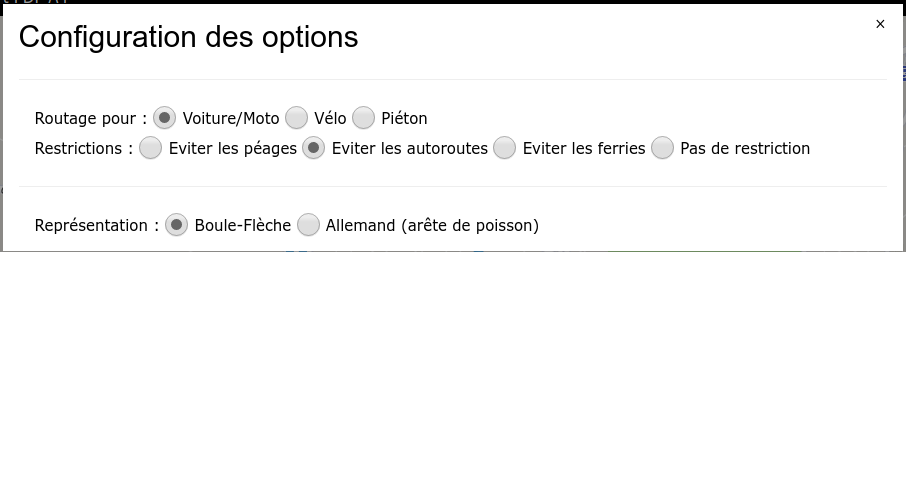 Configuration des options
×
Routage pour : Voiture/Moto Vélo Piéton
Restrictions : Eviter les péages Eviter les autoroutes Eviter les ferries Pas de restriction
Représentation : Boule-Flèche Allemand (arête de poisson)